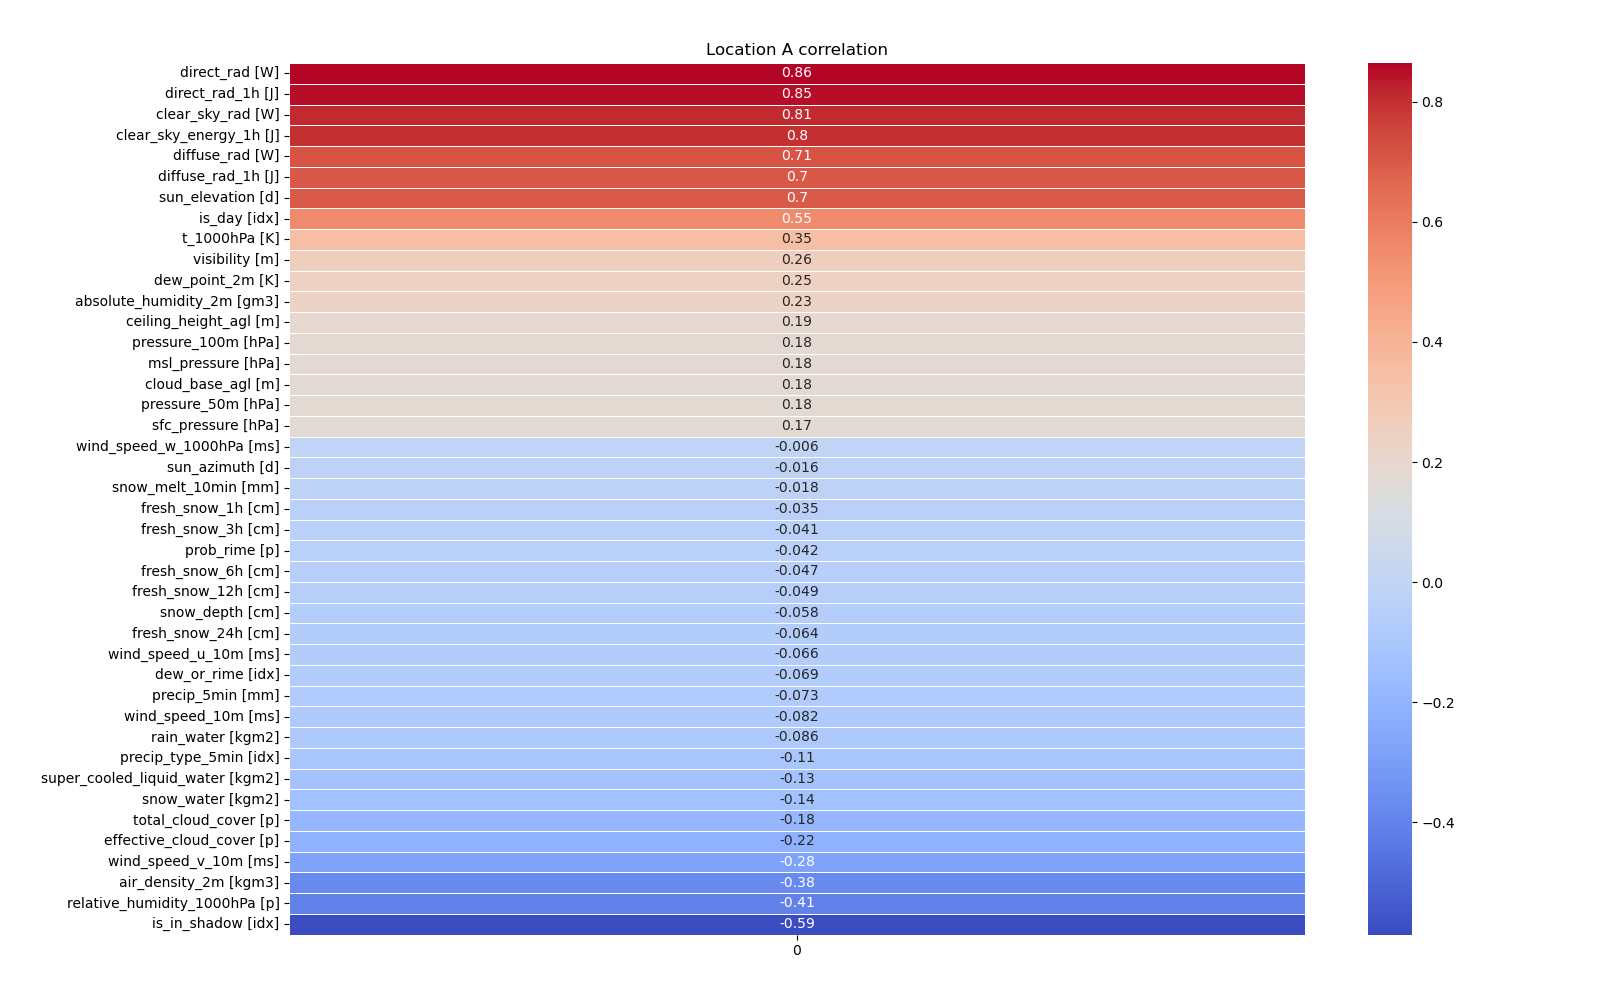 Location A correlation
direct_rad [W] 0.86
direct_rad_1h [J] 0.85
clear_sky_rad [W] 0.81
clear_sky_energy_1h [J] 0.8
diffuse_rad [W] 0.71
diffuse_rad_1h [J] 0.7
sun_elevation [d] 0.7
is_day [idx] 0.55
t_1000hPa [K] 0.35
visibility [m] 0.26
dew_point_2m [K] 0.25
absolute_humidity_2m [gm3] 0.23
ceiling_height_agl [m] 0.19
pressure_100m [hPa] 0.18
msl_pressure [hPa] 0.18
cloud_base_agl [m] 0.18
pressure_50m [hPa] 0.18
sfc_pressure [hPa] 0.17
wind_speed_w_1000hPa [ms] -0.006
sun_azimuth [d] -0.016
snow_melt_10min [mm] -0.018
fresh_snow_1h [cm] -0.035
fresh_snow_3h [cm] -0.041
prob_rime [p] -0.042
fresh_snow_6h [cm] -0.047
fresh_snow_12h [cm] -0.049
snow_depth [cm] -0.058
fresh_snow_24h [cm] -0.064
wind_speed_u_10m [ms] -0.066
dew_or_rime [idx] -0.069
precip_5min [mm] -0.073
wind_speed_10m [ms] -0.082
rain_water [kgm2] -0.086
precip_type_5min [idx] -0.11
super_cooled_liquid_water [kgm2] -0.13
snow_water [kgm2] -0.14
total_cloud_cover [p] -0.18
effective_cloud_cover [p] -0.22
wind_speed_v_10m [ms] -0.28
air_density_2m [kgm3] -0.38
relative_humidity_1000hPa [p] -0.41
is_in_shadow [idx] -0.59
0
0.8
0.6
0.4
0.2
0.0
−0.2
−0.4